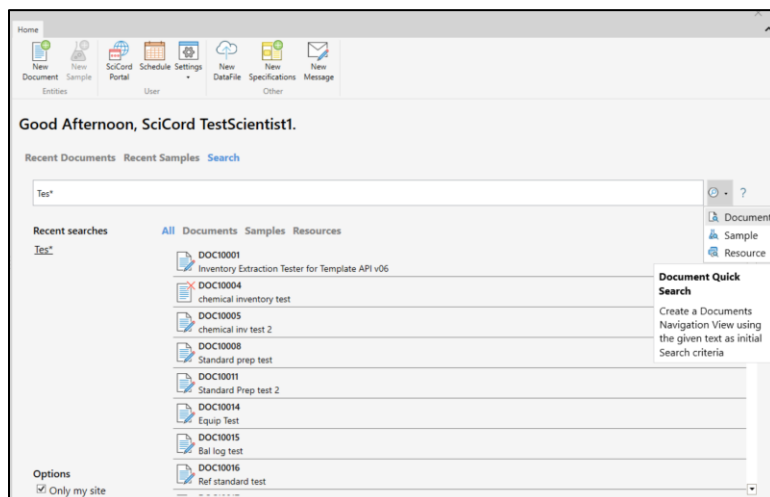 Home
New Document
New Sample
SciCord Portal
Schedule
Settings
New DataFile
New Specifications
New Message
Entities
User
Other
Good Afternoon, SciCord TestScientist1.
Recent Documents Recent Samples Search
Tes*
?
Document
Sample
Resource
Document Quick
Search
Create a Documents
Navigation View using
the given text as initial
Search criteria
Recent searches
Tes*
All Documents Samples Resources
DOC10001
Inventory Extraction Tester for Template API v06
DOC10004
chemical inventory test
DOC10005
chemical inv test 2
DOC10008
Standard prep test
DOC10011
Standard Prep test 2
DOC10014
Equip Test
DOC10015
Bal log test
DOC10016
Ref standard test
Options
Only my site